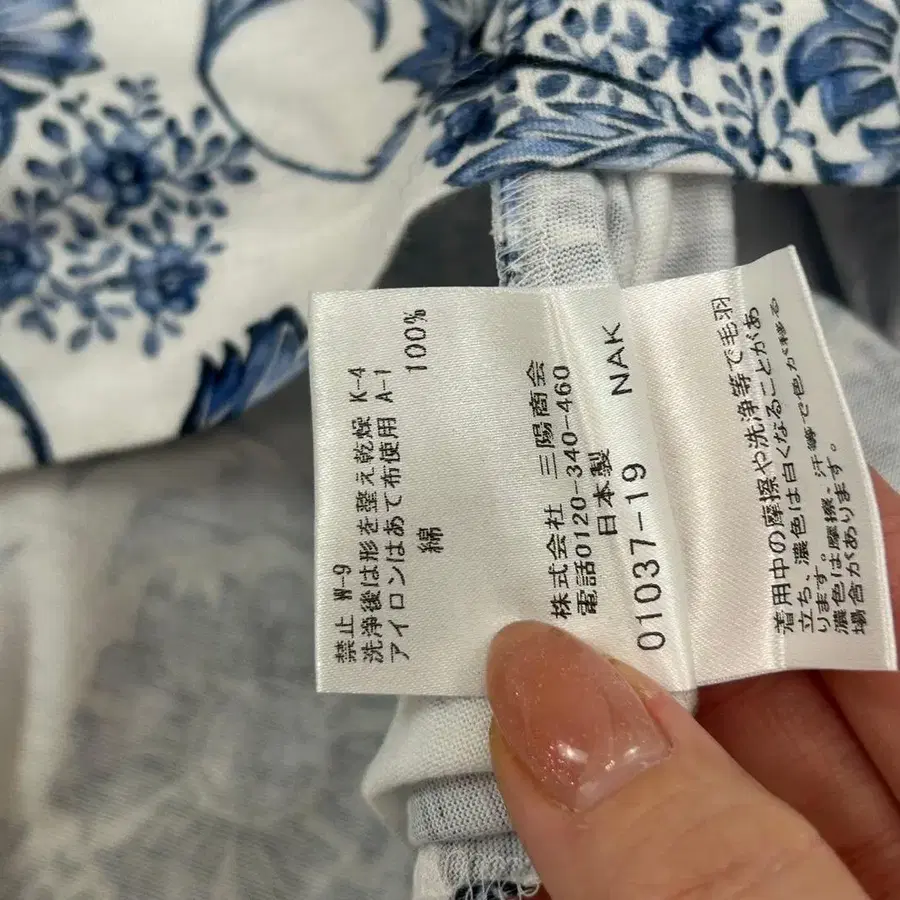 禁止 W-9
洗浄後は形を整え乾燥 K-4
アイロンはあて布使用 A-1
綿 100%
株式会社 三陽商会
電話0120-340-460
日本製
01037-19 NAK
着用中の摩擦や洗浄等で毛羽
立ち、濃色は白くなることがあ
ります。
濃色は摩擦、汗等で色が移る
場合があります。